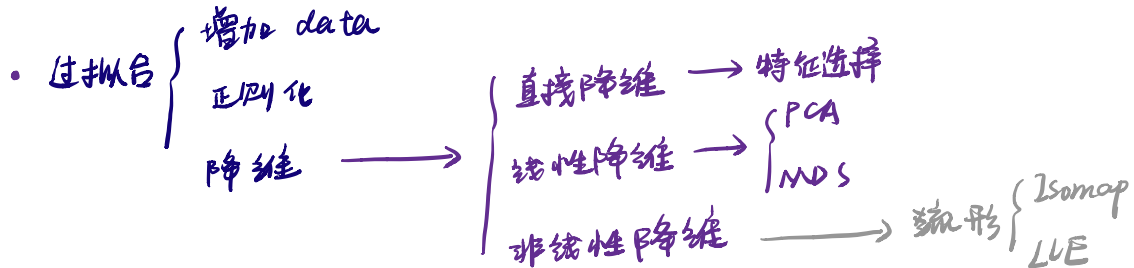 • 过拟合
增加 data
正则化
降维
直接降维 → 特征选择
线性降维 → PCA
MDS
非线性降维 → 流形
Isomap
LLE